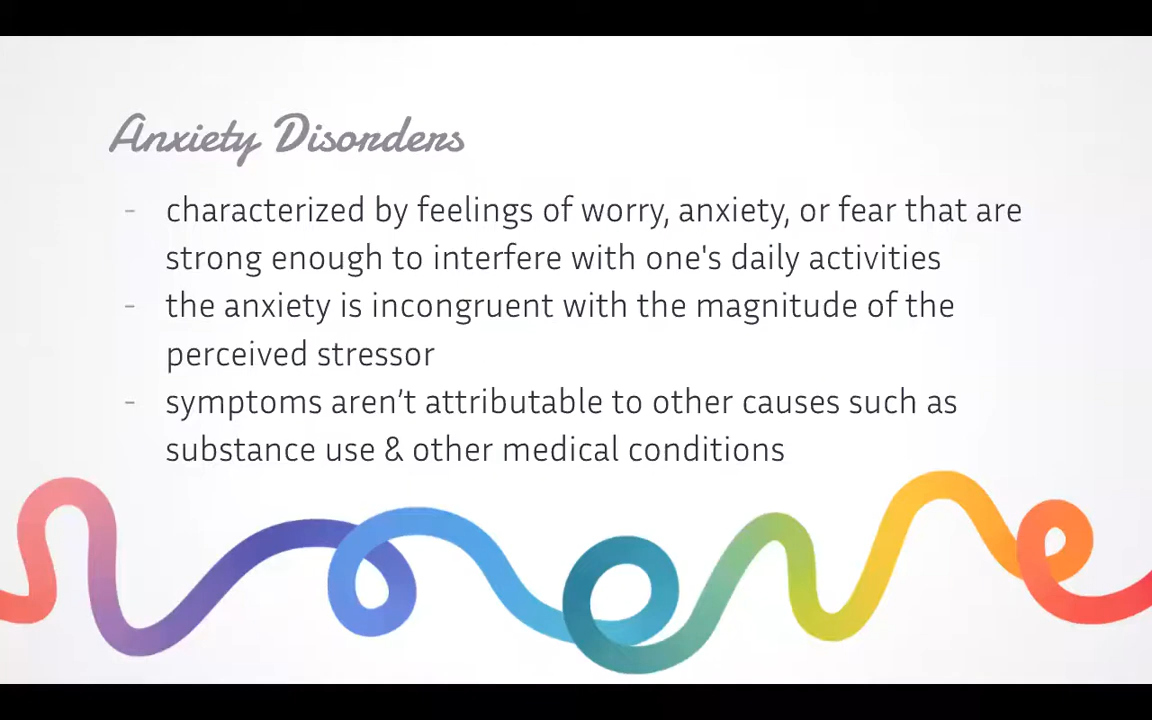 Anxiety Disorders
- characterized by feelings of worry, anxiety, or fear that are
strong enough to interfere with one's daily activities
- the anxiety is incongruent with the magnitude of the
perceived stressor
- symptoms aren’t attributable to other causes such as
substance use & other medical conditions